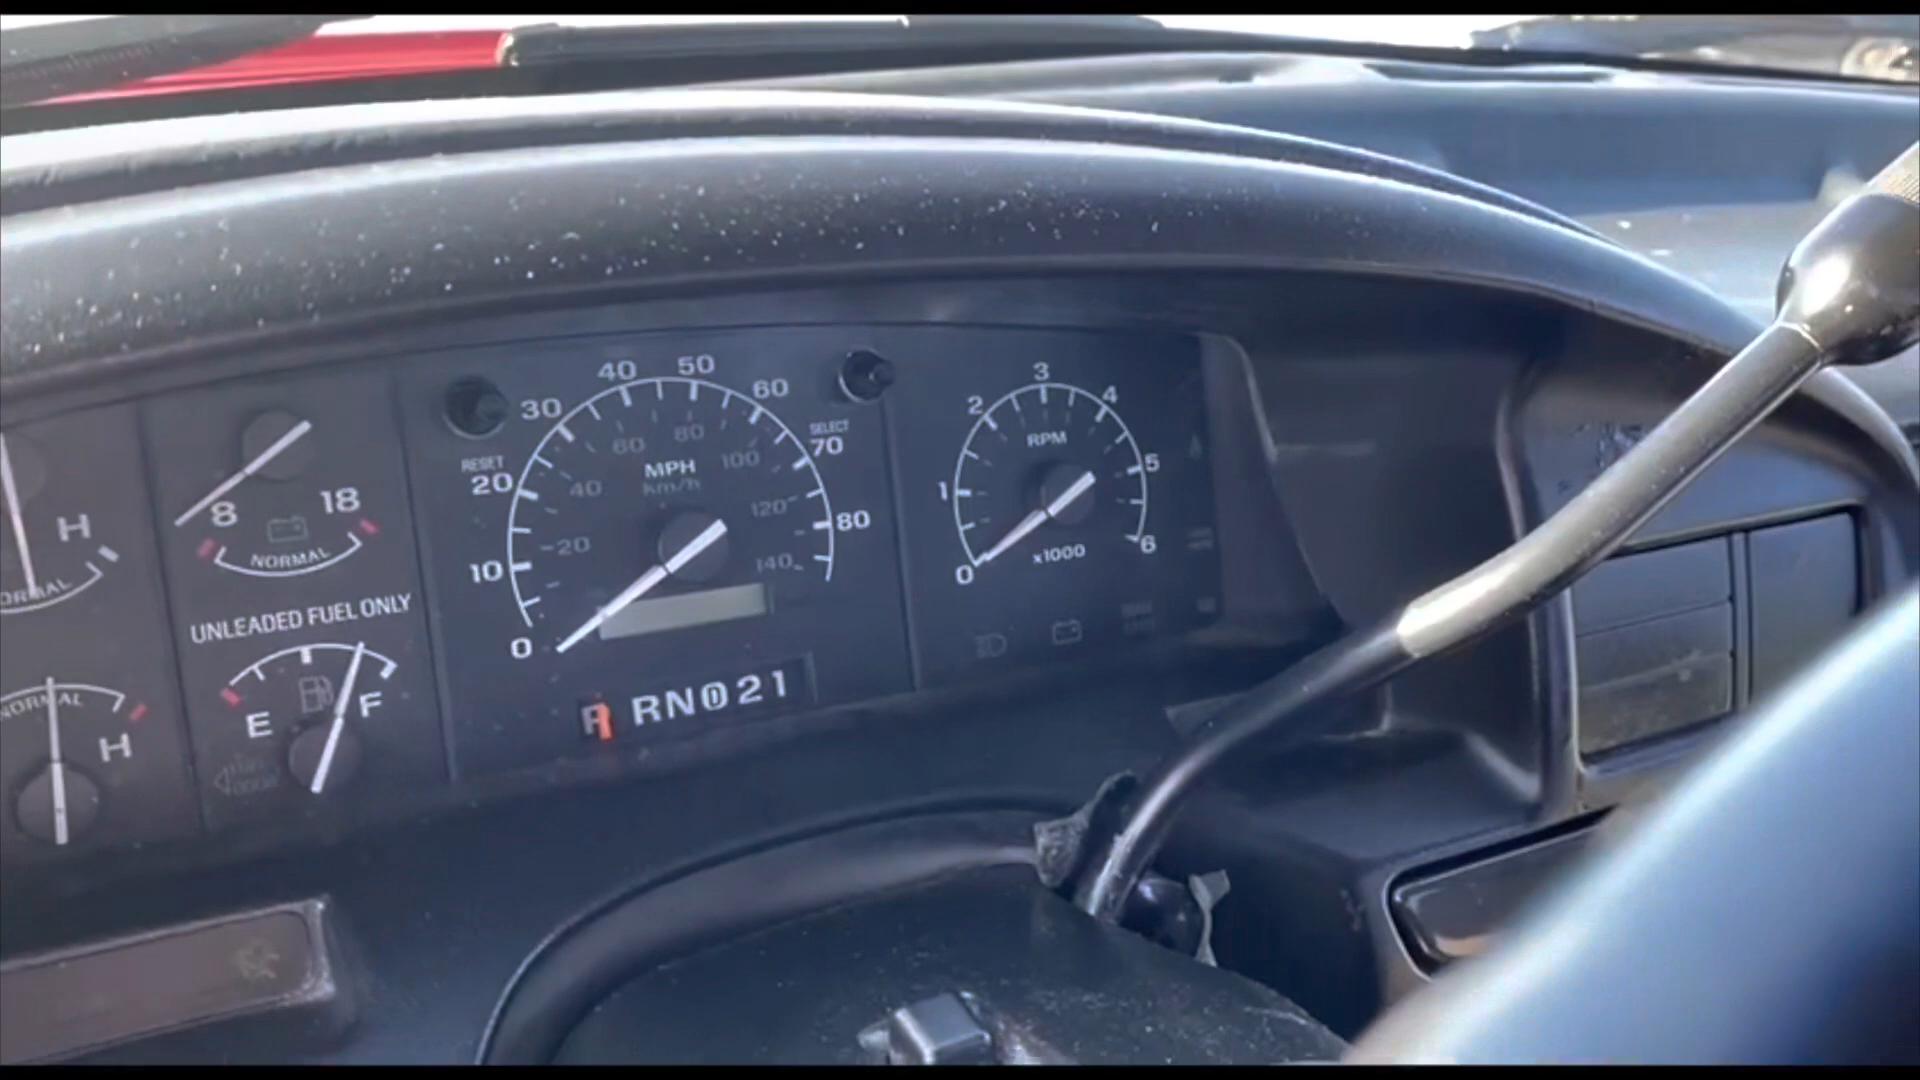 H
NORMAL
NORMAL
H
8 18
NORMAL
UNLEADED FUEL ONLY
E F
RESET
SELECT
0 10 20 30 40 50 60 70 80
MPH
km/h
20 40 60 80 100 120 140
P RN D 2 1
0 1 2 3 4 5 6
RPM
x1000